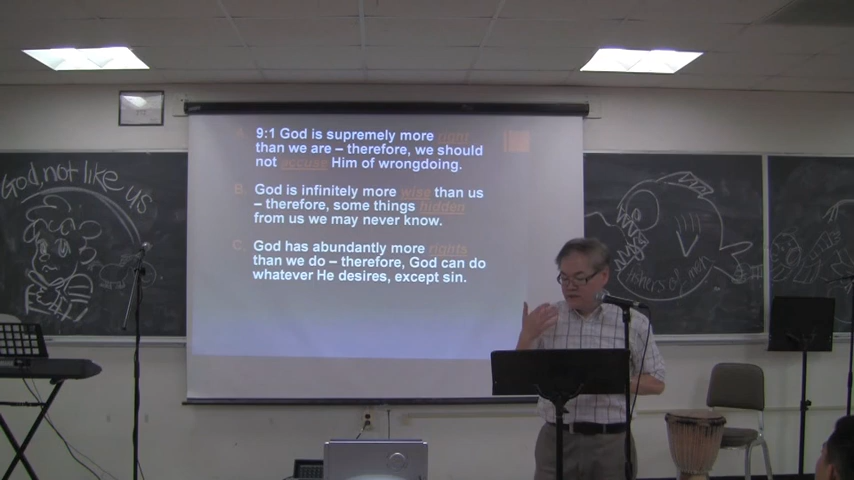 A. 9:1 God is supremely more right
than we are – therefore, we should
not accuse Him of wrongdoing.
B. God is infinitely more wise than us
– therefore, some things hidden
from us we may never know.
C. God has abundantly more rights
than we do – therefore, God can do
whatever He desires, except sin.
God, not like us
fishers of men